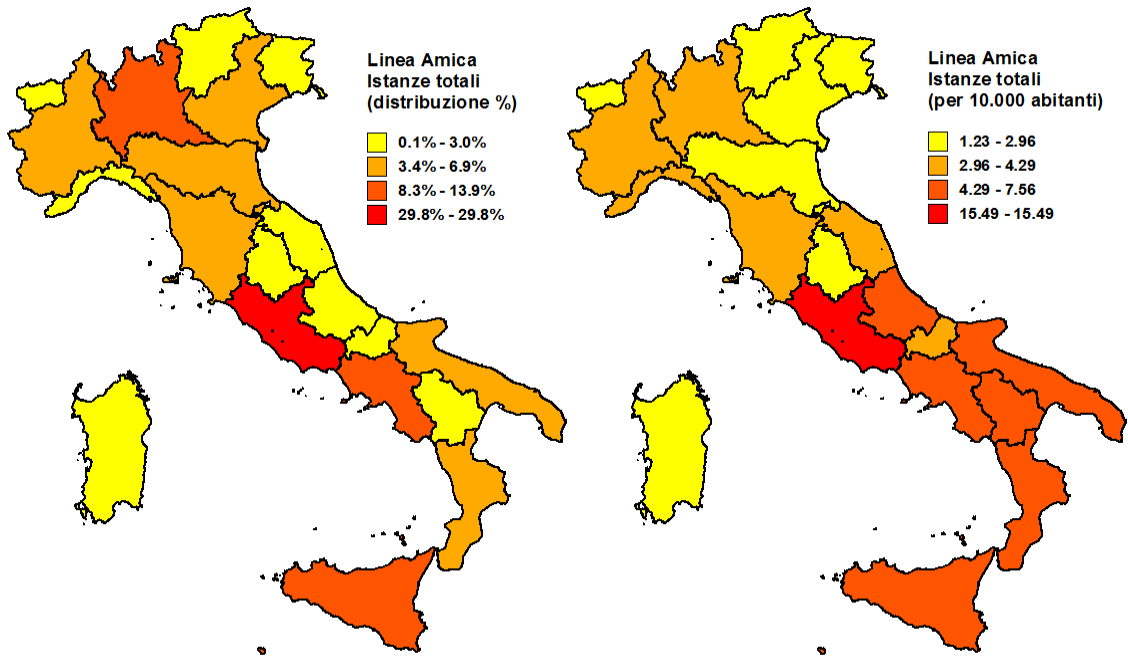 Linea Amica
Istanze totali
(distribuzione %)
0.1% - 3.0%
3.4% - 6.9%
8.3% - 13.9%
29.8% - 29.8%
Linea Amica
Istanze totali
(per 10.000 abitanti)
1.23 - 2.96
2.96 - 4.29
4.29 - 7.56
15.49 - 15.49